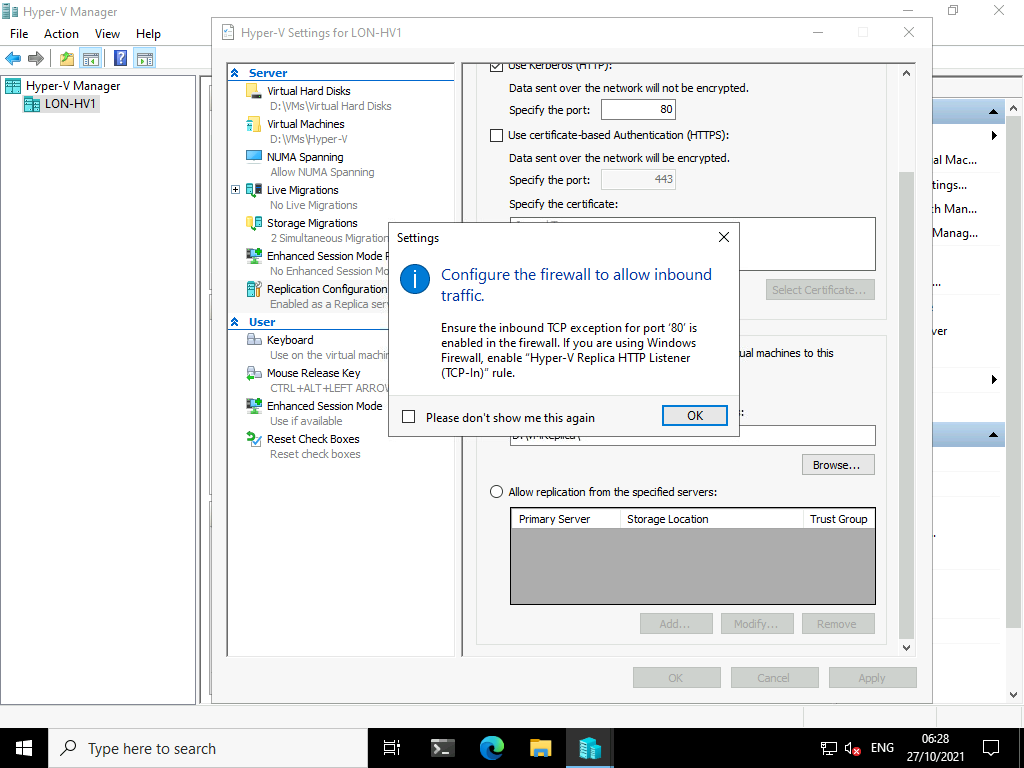 Hyper-V Manager
File Action View Help
Hyper-V Manager
LON-HV1
Hyper-V Settings for LON-HV1
Server
Virtual Hard Disks
D:\VMs\Virtual Hard Disks
Virtual Machines
D:\VMs\Hyper-V
NUMA Spanning
Allow NUMA Spanning
Live Migrations
No Live Migrations
Storage Migrations
2 Simultaneous Migration
Enhanced Session Mode P
No Enhanced Session Mo
Replication Configuration
Enabled as a Replica serv
User
Keyboard
Use on the virtual machin
Mouse Release Key
CTRL+ALT+LEFT ARROW
Enhanced Session Mode
Use if available
Reset Check Boxes
Reset check boxes
Use Kerberos (HTTP):
Data sent over the network will not be encrypted.
Specify the port: 80
Use certificate-based Authentication (HTTPS):
Data sent over the network will be encrypted.
Specify the port: 443
Specify the certificate:
Select Certificate...
ual machines to this
s:
D:\VMReplica\
Browse...
Allow replication from the specified servers:
Primary Server Storage Location Trust Group
Add... Modify... Remove
OK Cancel Apply
Settings
Configure the firewall to allow inbound
traffic.
Ensure the inbound TCP exception for port '80' is
enabled in the firewall. If you are using Windows
Firewall, enable "Hyper-V Replica HTTP Listener
(TCP-In)" rule.
Please don't show me this again
OK
al Mac...
tings...
h Man...
Manag...
...
ver
.
Type here to search
ENG
06:28
27/10/2021